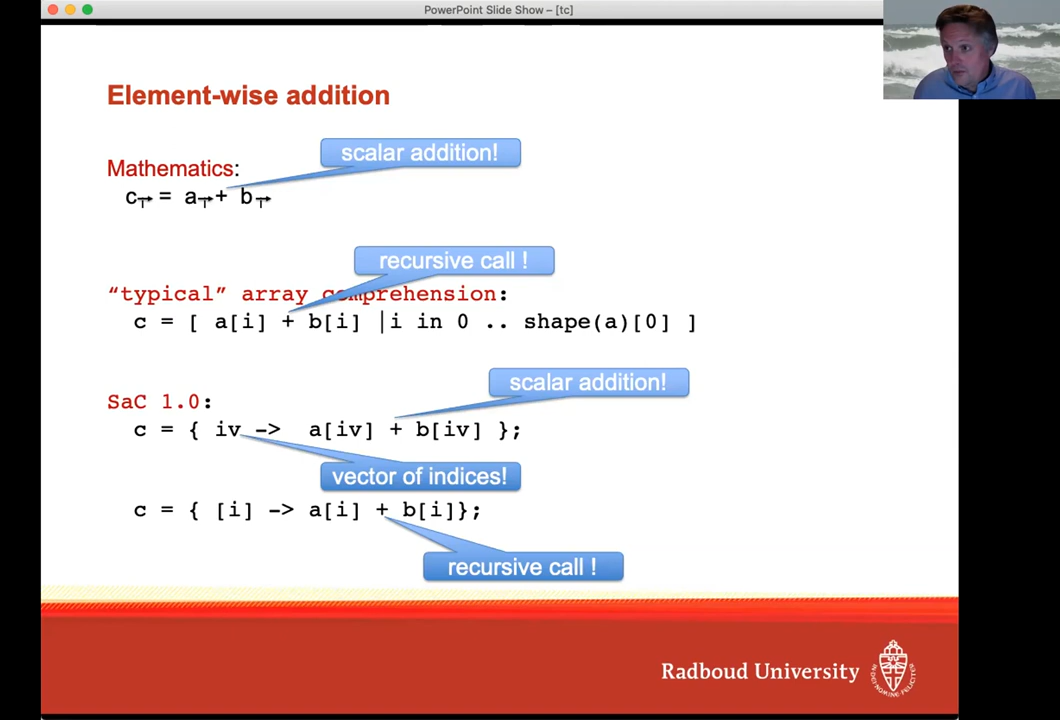 PowerPoint Slide Show – [tc]
Element-wise addition
scalar addition!
Mathematics:
c→ = a→ + b→
recursive call !
“typical” array comprehension:
c = [ a[i] + b[i] |i in 0 .. shape(a)[0] ]
scalar addition!
SaC 1.0:
c = { iv -> a[iv] + b[iv] };
vector of indices!
c = { [i] -> a[i] + b[i]};
recursive call !
Radboud University